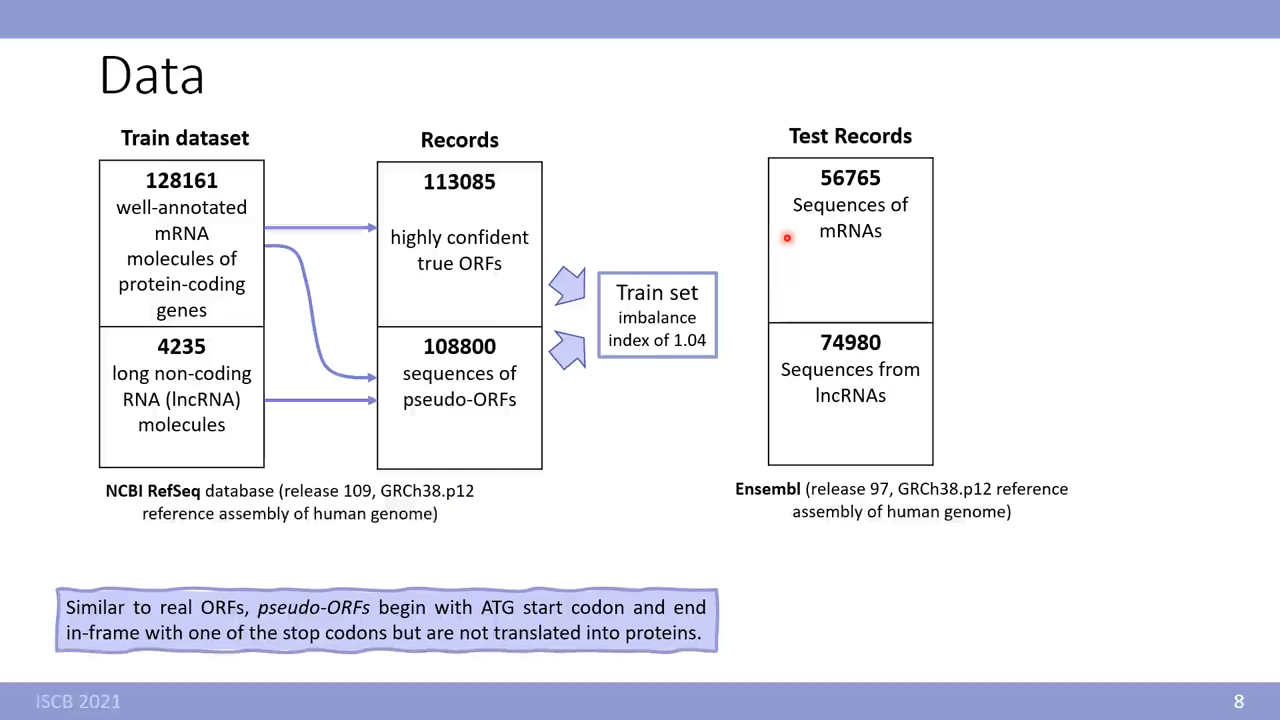 Data
Train dataset
128161
well-annotated
mRNA
molecules of
protein-coding
genes
4235
long non-coding
RNA (lncRNA)
molecules
Records
113085
highly confident
true ORFs
108800
sequences of
pseudo-ORFs
Train set
imbalance
index of 1.04
Test Records
56765
Sequences of
mRNAs
74980
Sequences from
lncRNAs
NCBI RefSeq database (release 109, GRCh38.p12
reference assembly of human genome)
Ensembl (release 97, GRCh38.p12 reference
assembly of human genome)
Similar to real ORFs, pseudo-ORFs begin with ATG start codon and end
in-frame with one of the stop codons but are not translated into proteins.
ISCB 2021
8